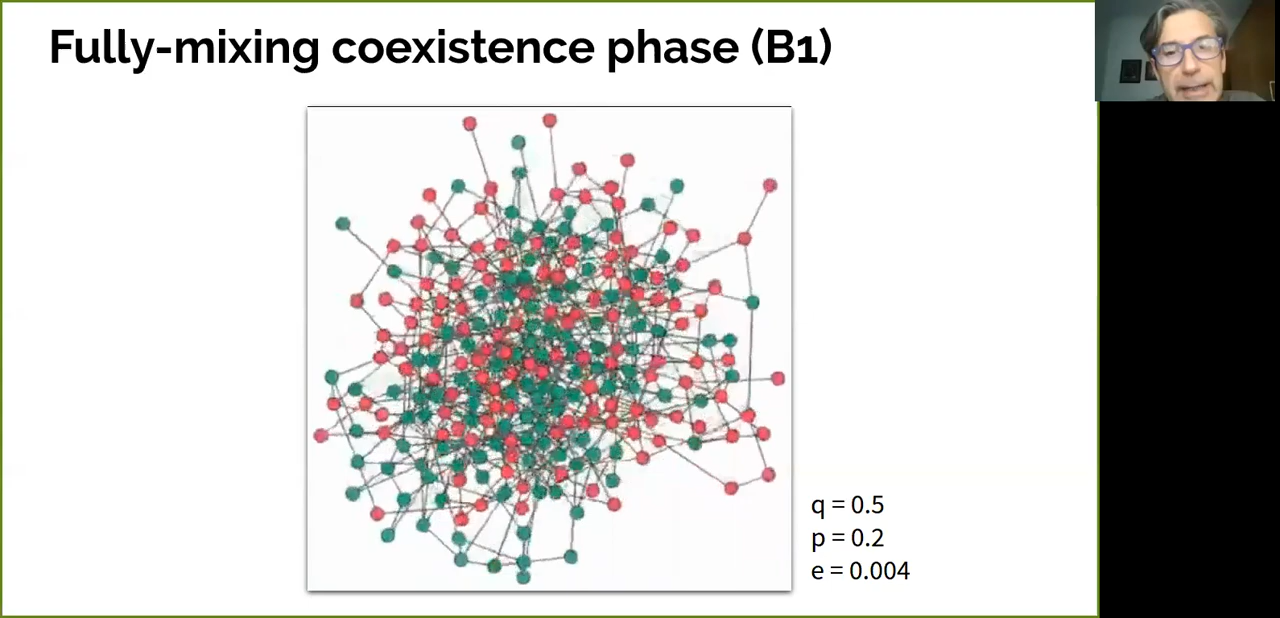 Fully-mixing coexistence phase (B1)
q = 0.5
p = 0.2
e = 0.004